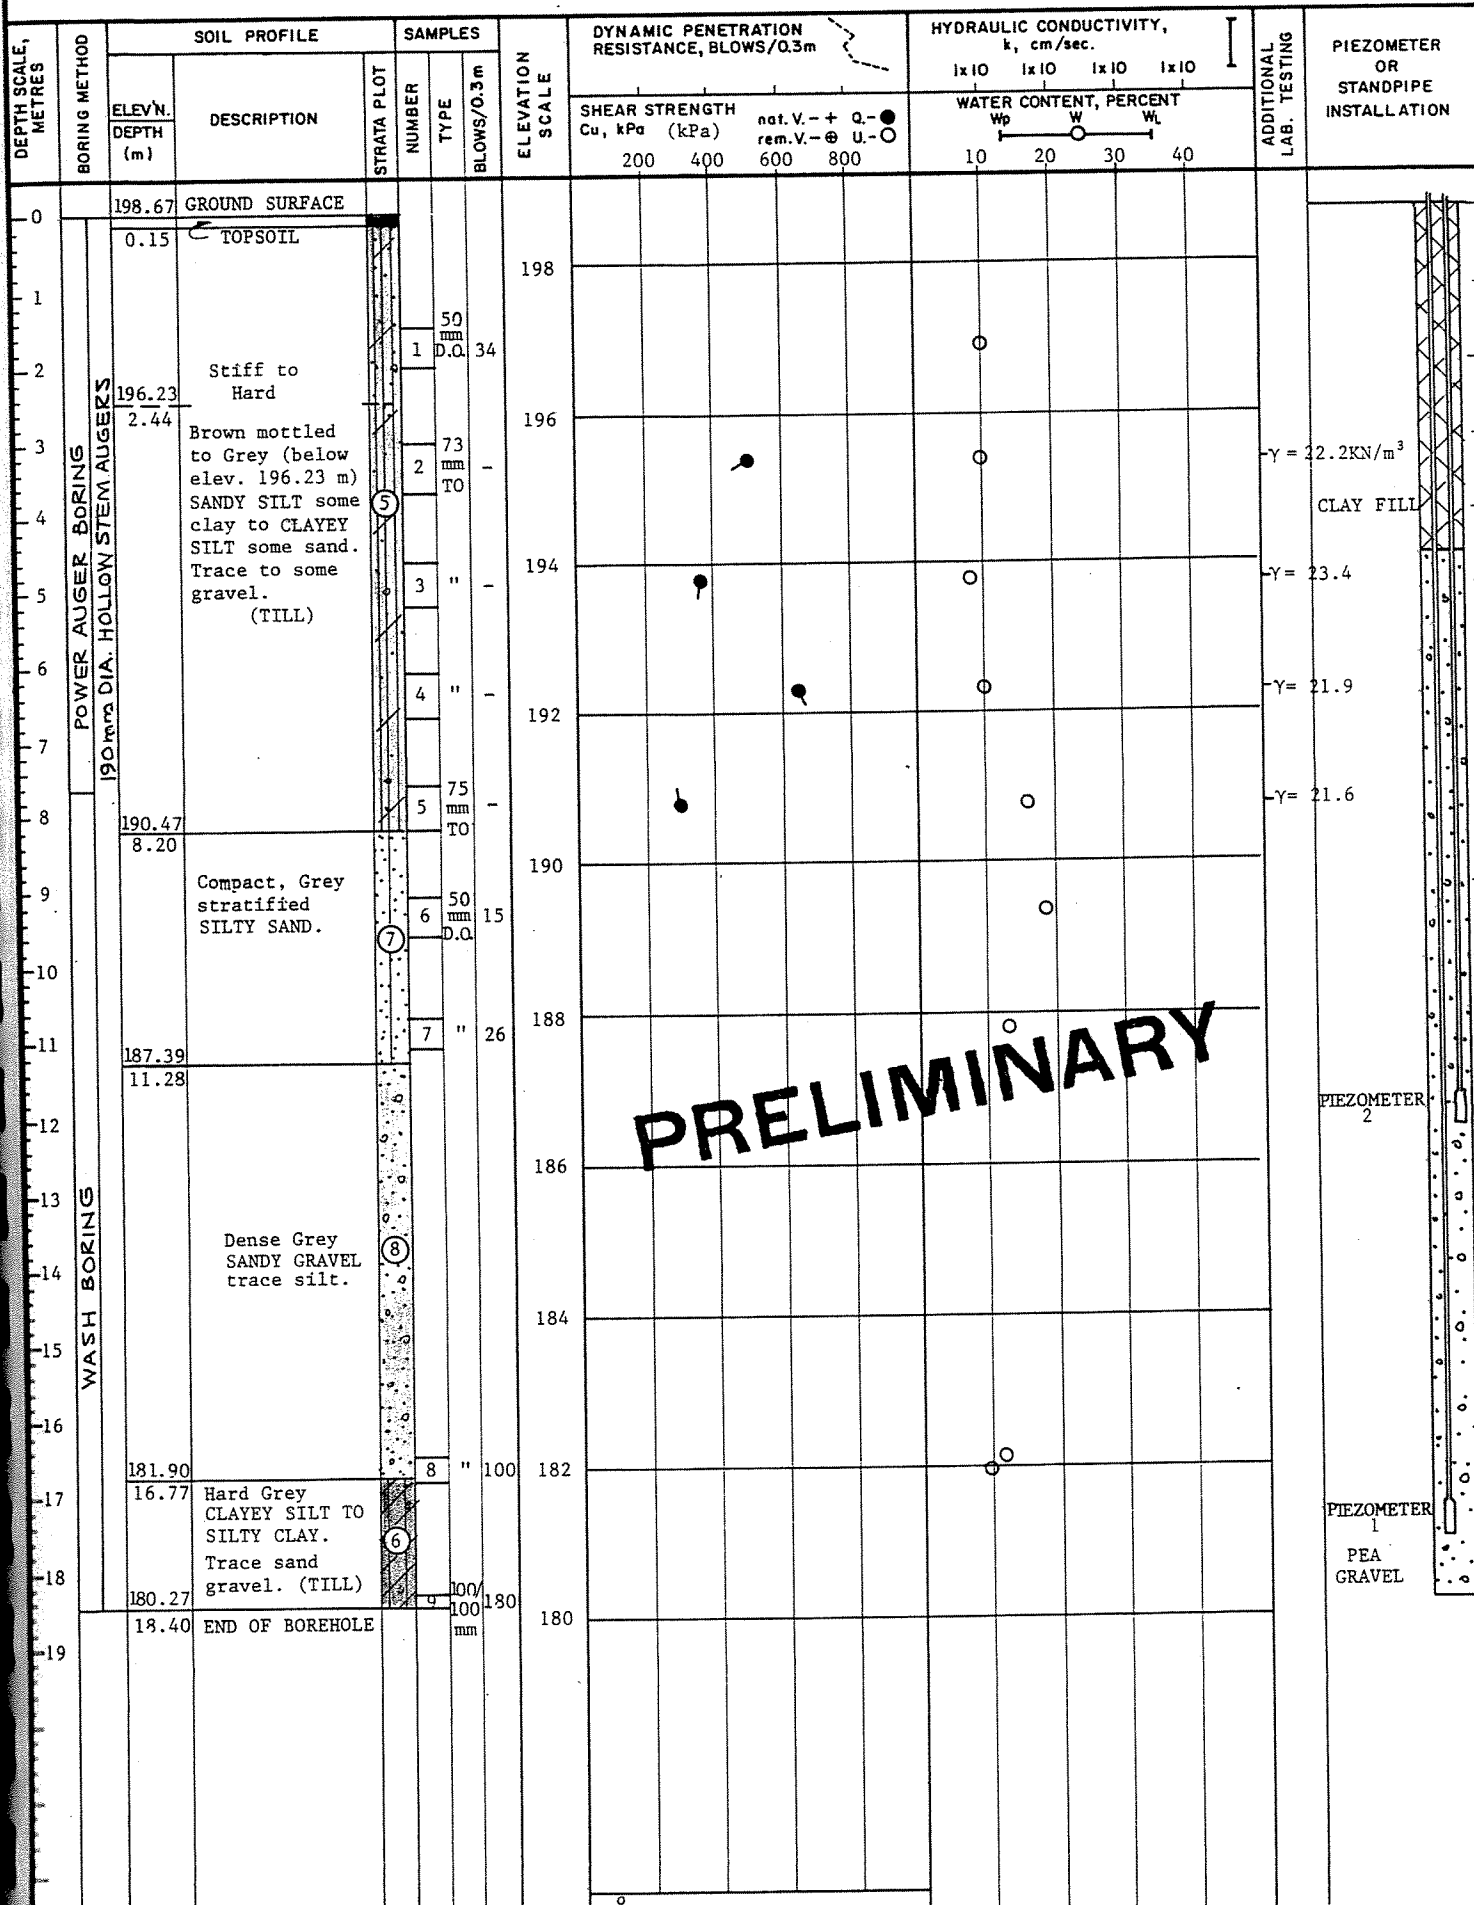 DEPTH SCALE, METRES
BORING METHOD
SOIL PROFILE
ELEV'N.
DEPTH
(m)
DESCRIPTION
STRATA PLOT
SAMPLES
NUMBER
TYPE
BLOWS/0.3m
ELEVATION SCALE
DYNAMIC PENETRATION
RESISTANCE, BLOWS/0.3m
SHEAR STRENGTH
Cu, kPa (kPa)
nat. V.- + Q.- ●
rem. V.- ⊕ U.- ○
200 400 600 800
HYDRAULIC CONDUCTIVITY,
k, cm/sec.
1x10 1x10 1x10 1x10
WATER CONTENT, PERCENT
Wp W WL
10 20 30 40
ADDITIONAL LAB. TESTING
PIEZOMETER
OR
STANDPIPE
INSTALLATION
0
1
2
3
4
5
6
7
8
9
10
11
12
13
14
15
16
17
18
19
POWER AUGER BORING
190mm DIA. HOLLOW STEM AUGERS
WASH BORING
198.67 GROUND SURFACE
0.15 TOPSOIL
Stiff to
Hard
196.23
2.44
Brown mottled
to Grey (below
elev. 196.23 m)
SANDY SILT some
clay to CLAYEY
SILT some sand.
Trace to some
gravel.
(TILL)
190.47
8.20
Compact, Grey
stratified
SILTY SAND.
187.39
11.28
Dense Grey
SANDY GRAVEL
trace silt.
181.90
16.77
Hard Grey
CLAYEY SILT TO
SILTY CLAY.
Trace sand
gravel. (TILL)
180.27
18.40 END OF BOREHOLE
5
7
8
6
1 50 mm D.O. 34
2 73 mm TO -
3 " -
4 " -
5 75 mm TO -
6 50 mm D.O. 15
7 " 26
8 " 100
9 100/ 100 mm 180
198
196
194
192
190
188
186
184
182
180
γ = 22.2KN/m³
γ= 23.4
γ= 21.9
γ= 21.6
CLAY FILL
PIEZOMETER
2
PIEZOMETER
1
PEA
GRAVEL
PRELIMINARY